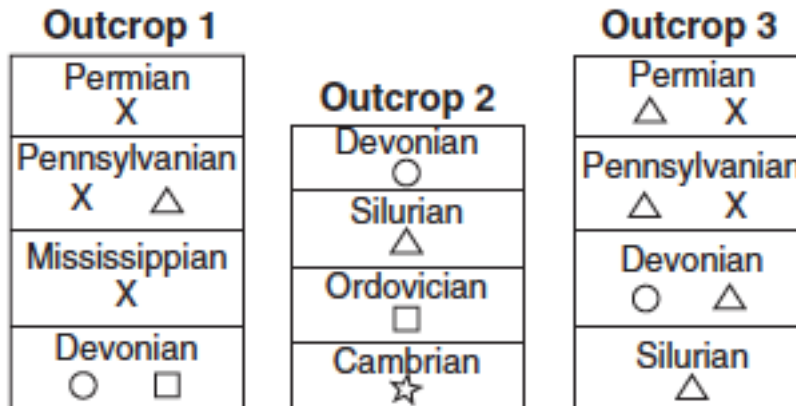 Outcrop 1
Permian
X
Pennsylvanian
X
Mississippian
X
Devonian
Outcrop 2
Devonian
Silurian
Ordovician
Cambrian
Outcrop 3
Permian
X
Pennsylvanian
X
Devonian
Silurian